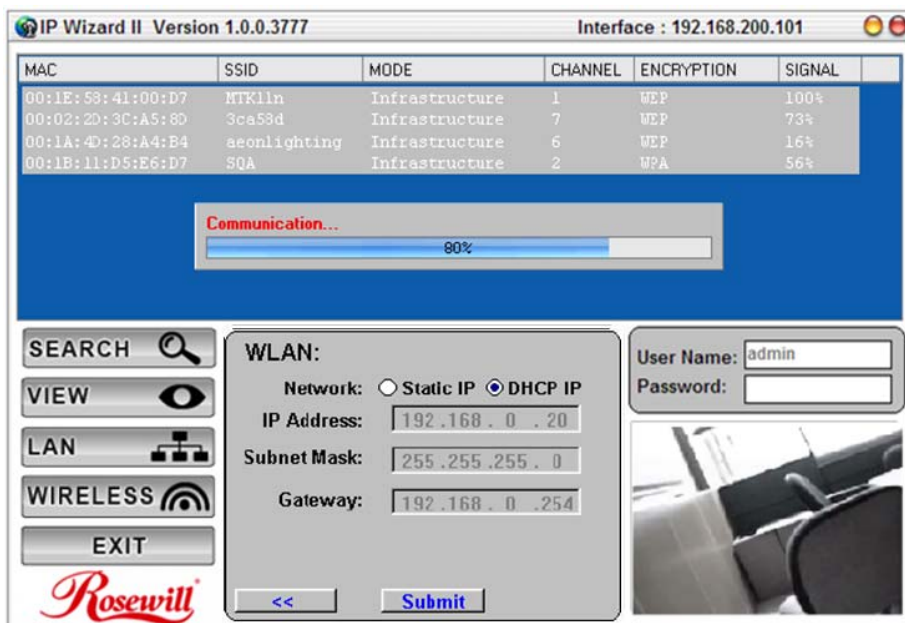 IP Wizard II Version 1.0.0.3777 Interface : 192.168.200.101
MAC SSID MODE CHANNEL ENCRYPTION SIGNAL
00:1E:58:41:00:D7 MTK11n Infrastructure 1 WEP 100%
00:02:2D:3C:A5:8D 3ca58d Infrastructure 7 WEP 73%
00:1A:4D:28:A4:B4 aeonlighting Infrastructure 6 WEP 16%
00:1B:11:D5:E6:D7 SQA Infrastructure 2 WPA 56%
Communication...
80%
SEARCH
VIEW
LAN
WIRELESS
EXIT
Rosewill
WLAN:
Network: Static IP DHCP IP
IP Address: 192.168. 0 .20
Subnet Mask: 255.255.255. 0
Gateway: 192.168. 0 .254
<< Submit
User Name: admin
Password: